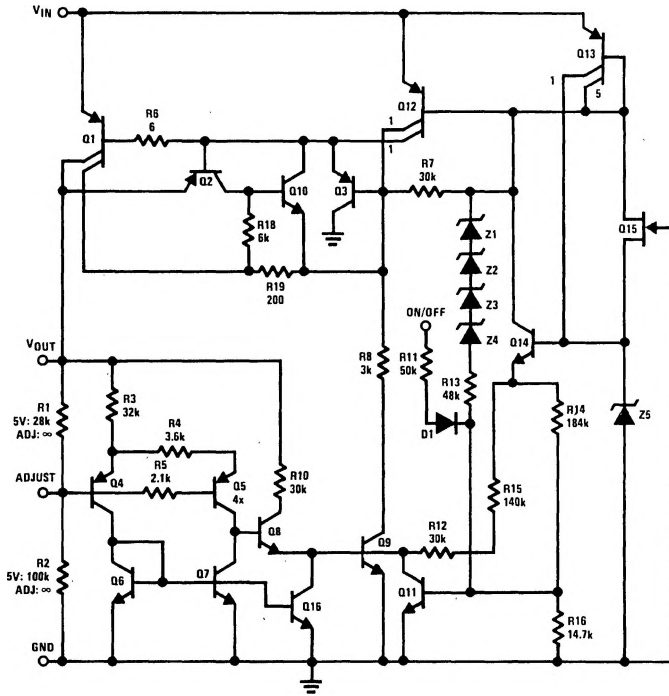 VIN
Q13
1
5
Q12
R6
6
Q1
1
1
Q2
Q10
Q3
R7
30k
Z1
Q15
R18
6k
Z2
R19
200
Z3
ON/OFF
VOUT
Z4
Q14
R3
32k
R8
3k
R11
50k
R13
48k
R1
5V: 28k
ADJ: ∞
R4
3.6k
R14
184k
Z5
R5
2.1k
D1
ADJUST
Q4
Q5
4x
R10
30k
R15
140k
Q8
Q9
R12
30k
R2
5V: 100k
ADJ: ∞
Q6
Q7
Q16
Q11
R16
14.7k
GND